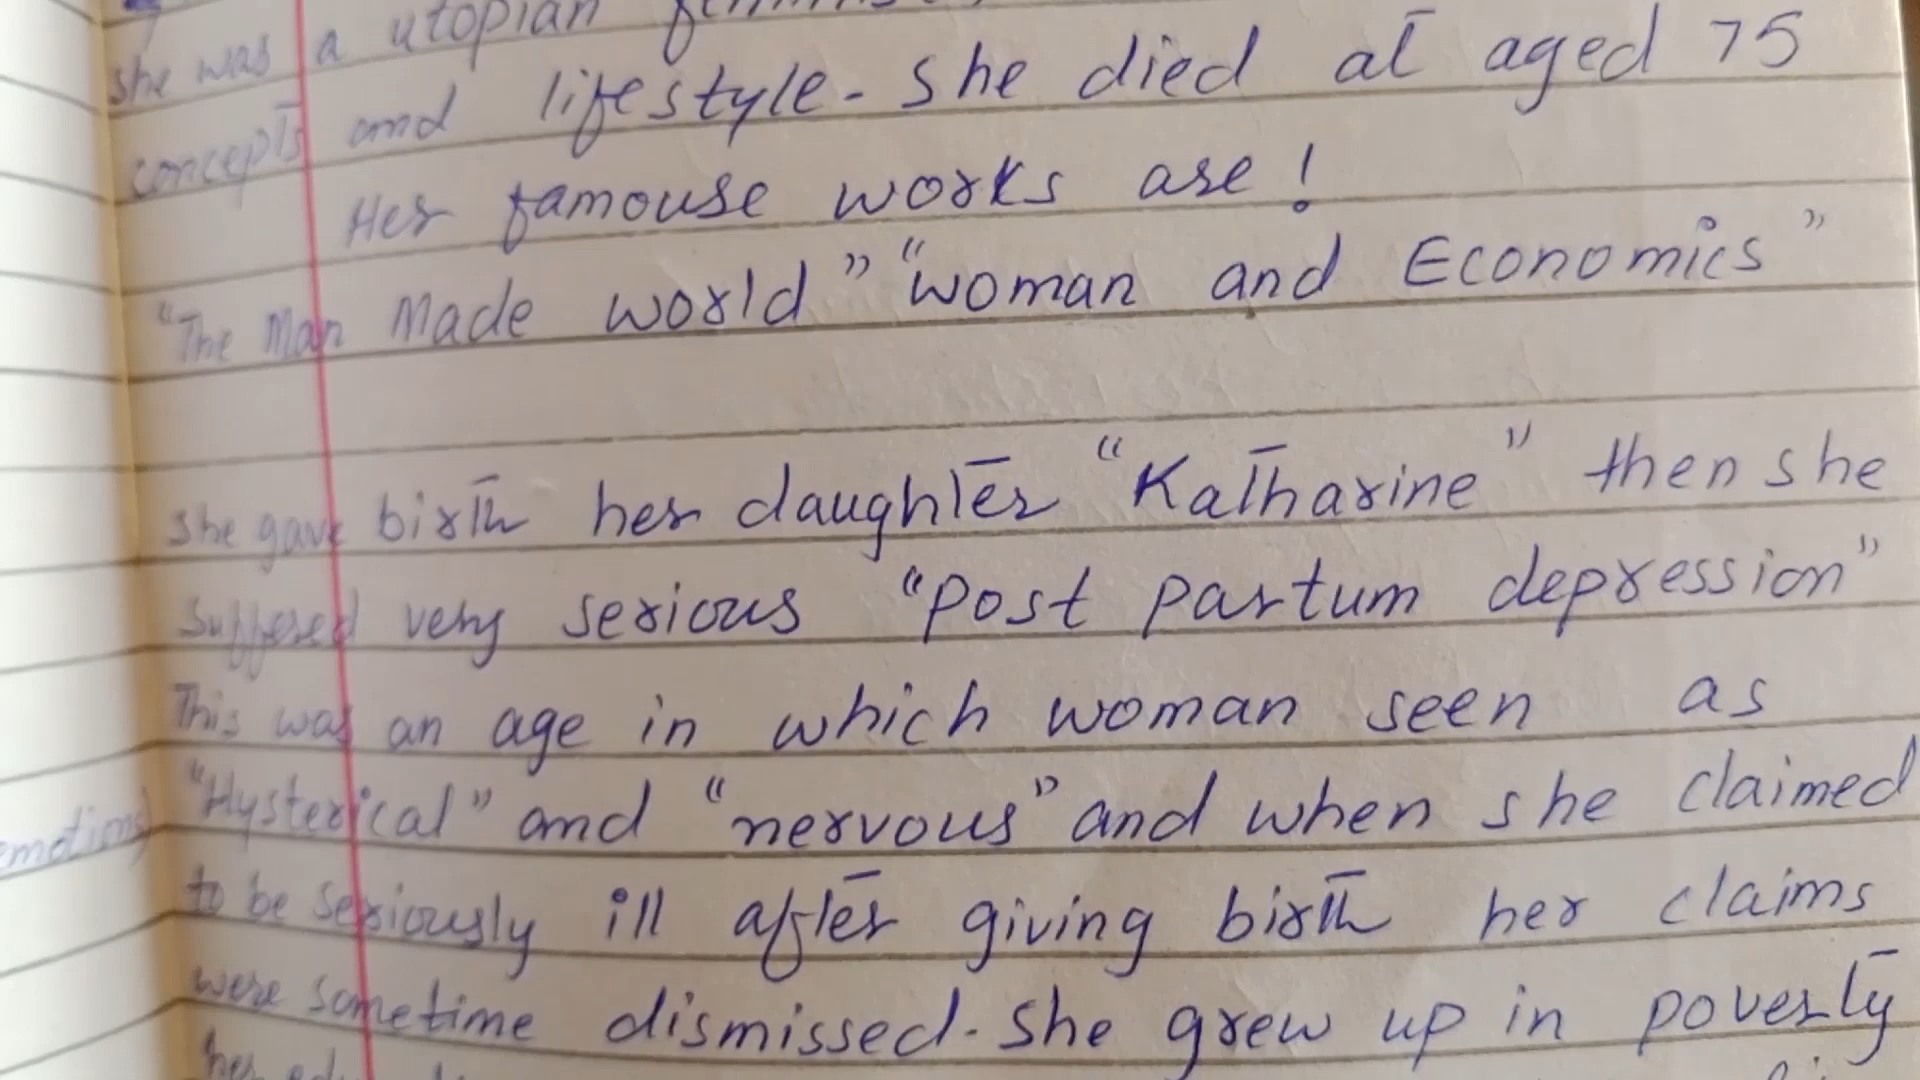 she was a utopian
concepts and lifestyle. She died at aged 75
Her famouse works are!
"The Man Made world" "woman and Economics"
she gave birth her daughter "Katharine" then she
suffered very serious "post partum depression"
This was an age in which woman seen as
"Hysterical" and "nervous" and when she claimed
emotions
to be seriously ill after giving birth her claims
were sometime dismissed. She grew up in poverty
her